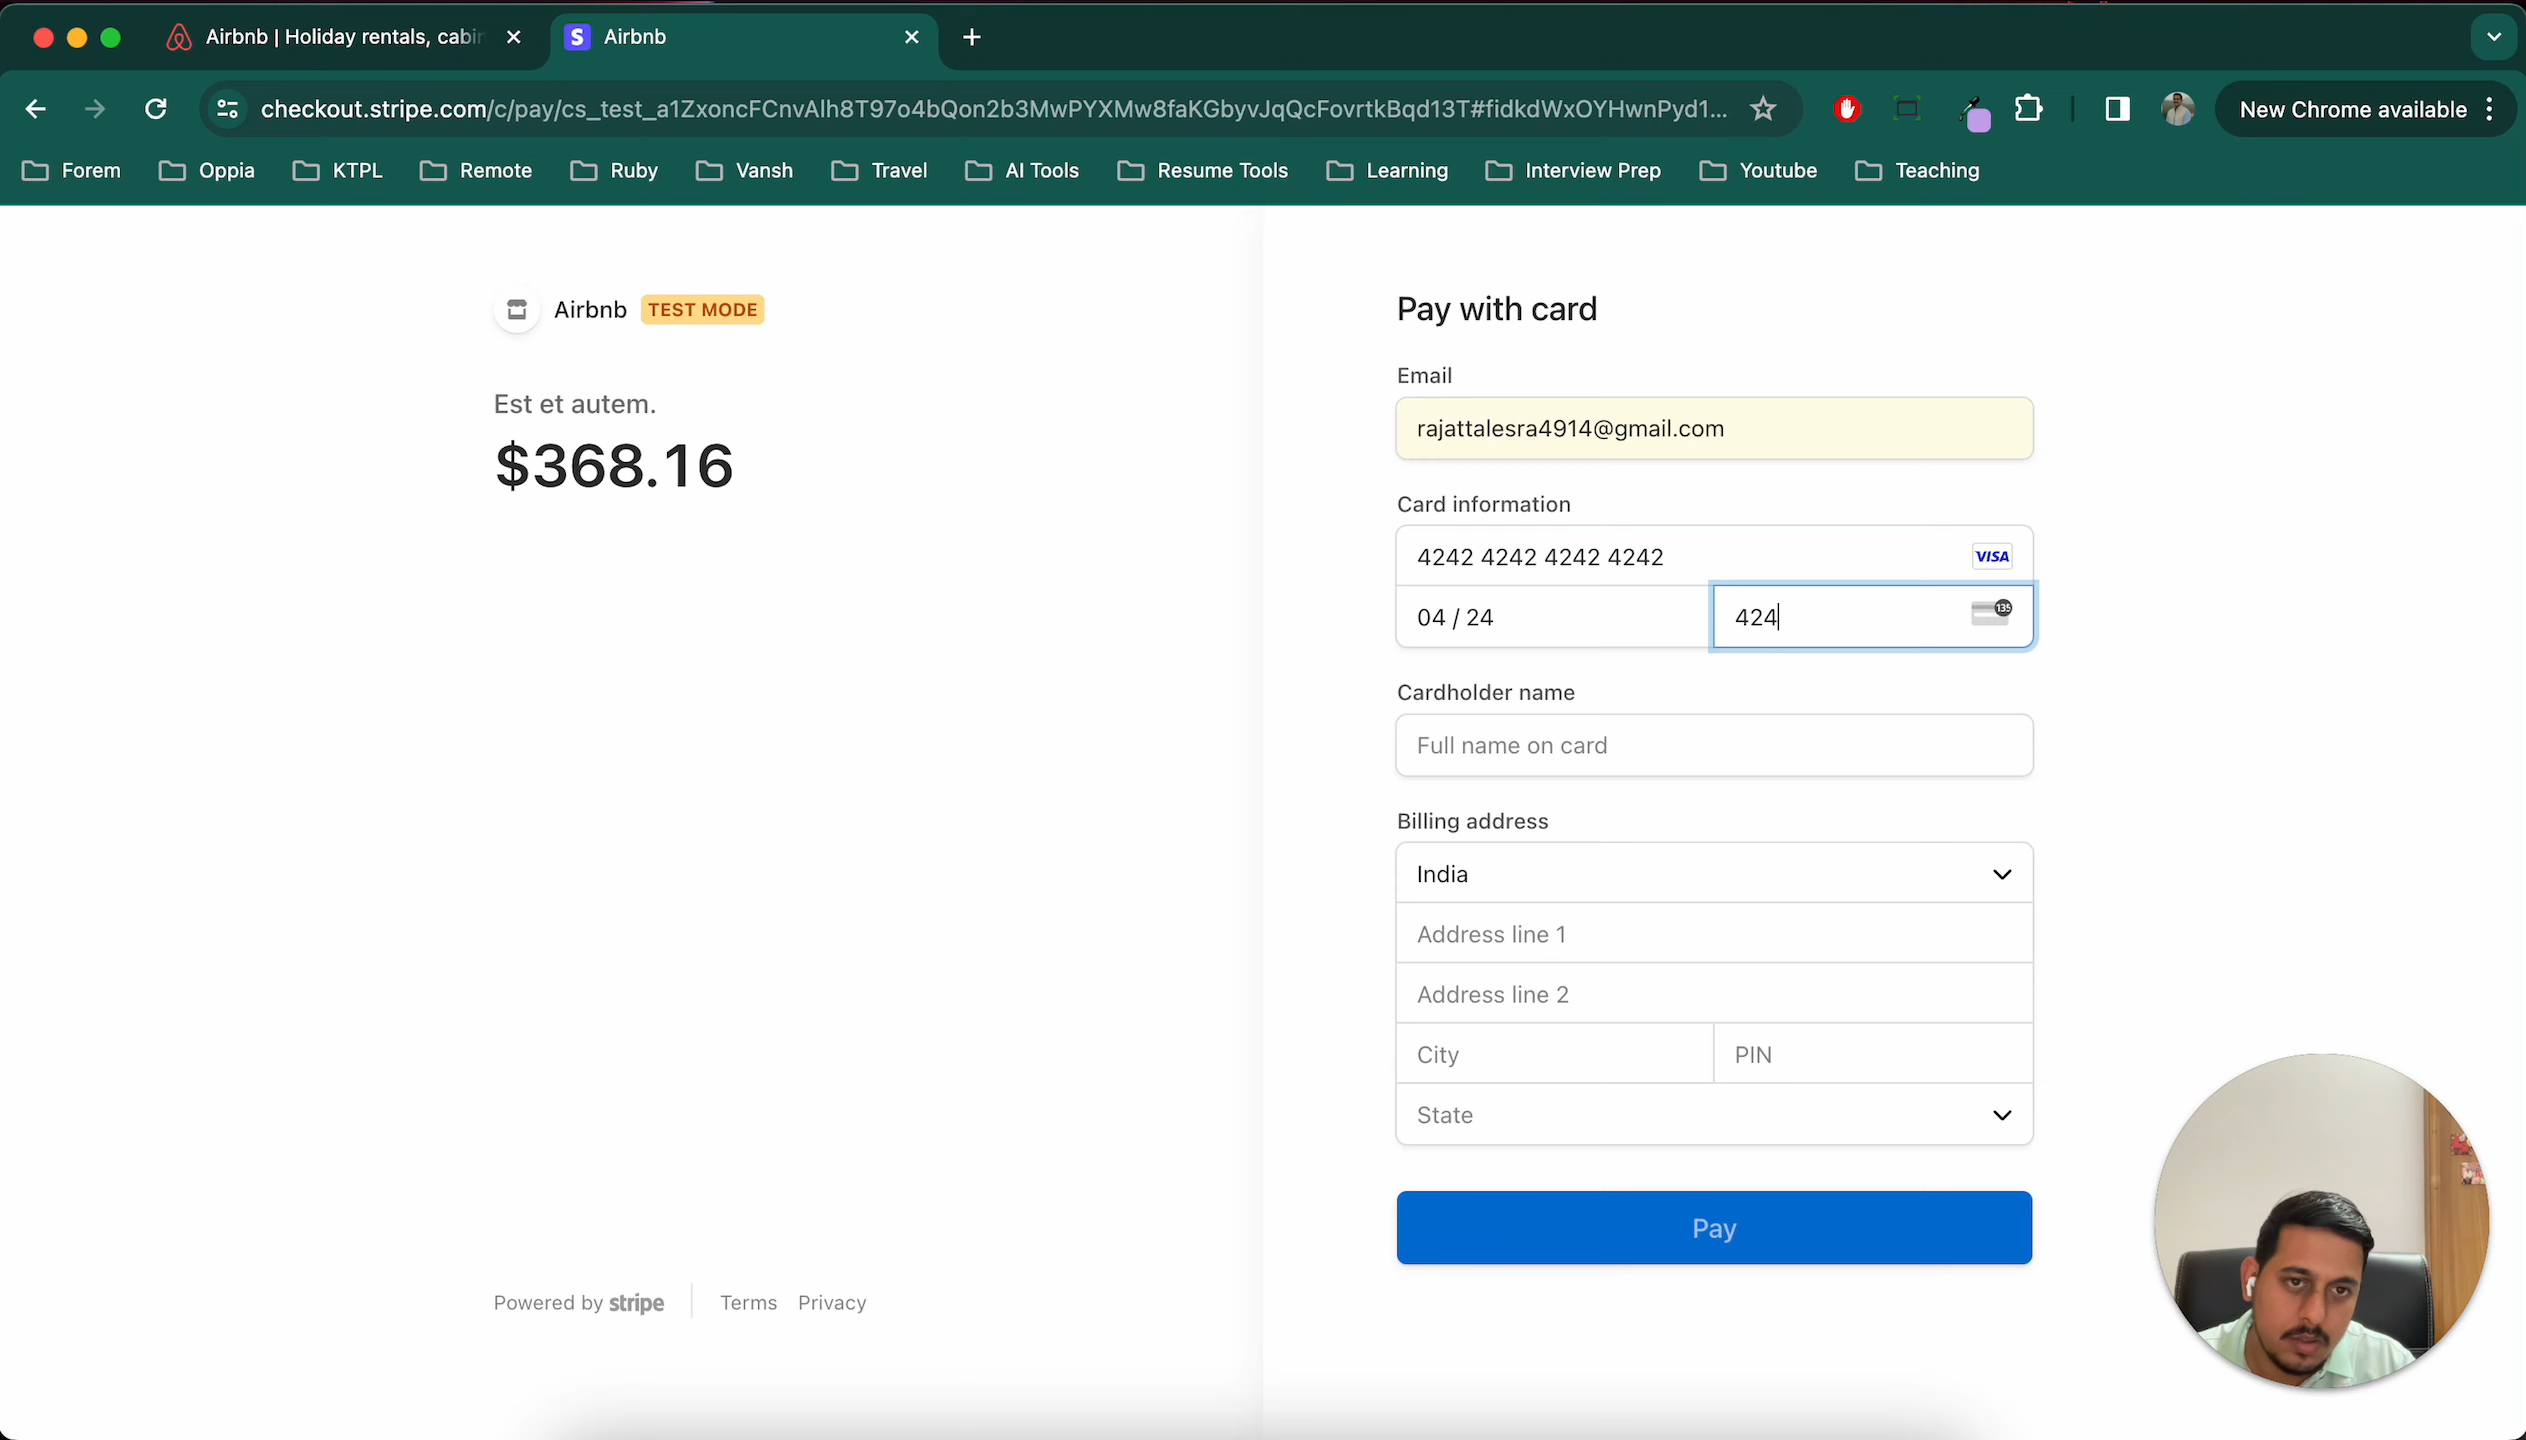 Airbnb | Holiday rentals, cabin
Airbnb
checkout.stripe.com/c/pay/cs_test_a1ZxoncFCnvAlh8T97o4bQon2b3MwPYXMw8faKGbyvJqQcFovrtkBqd13T#fidkdWxOYHwnPyd1...
New Chrome available
Forem
Oppia
KTPL
Remote
Ruby
Vansh
Travel
AI Tools
Resume Tools
Learning
Interview Prep
Youtube
Teaching
Airbnb TEST MODE
Est et autem.
$368.16
Powered by stripe
Terms
Privacy
Pay with card
Email
rajattalesra4914@gmail.com
Card information
4242 4242 4242 4242
VISA
04 / 24
424
135
Cardholder name
Full name on card
Billing address
India
Address line 1
Address line 2
City
PIN
State
Pay